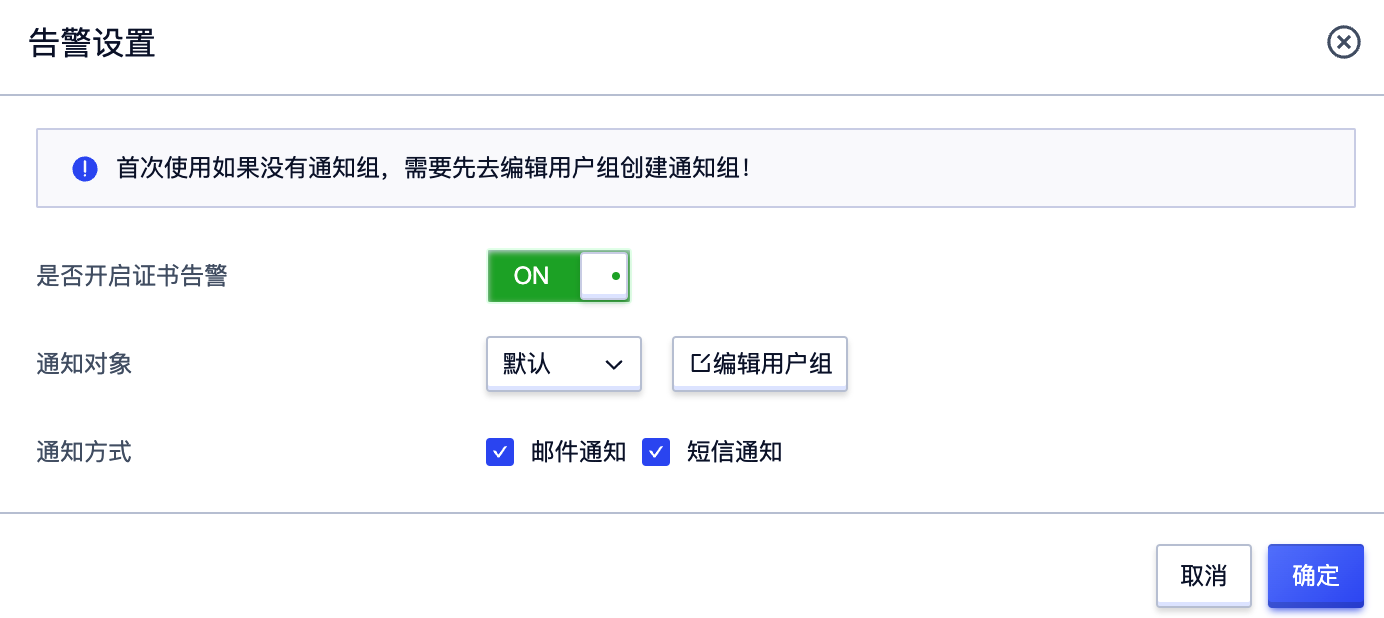 告警设置
首次使用如果没有通知组，需要先去编辑用户组创建通知组！
是否开启证书告警 ON
通知对象 默认 编辑用户组
通知方式 邮件通知 短信通知
取消 确定